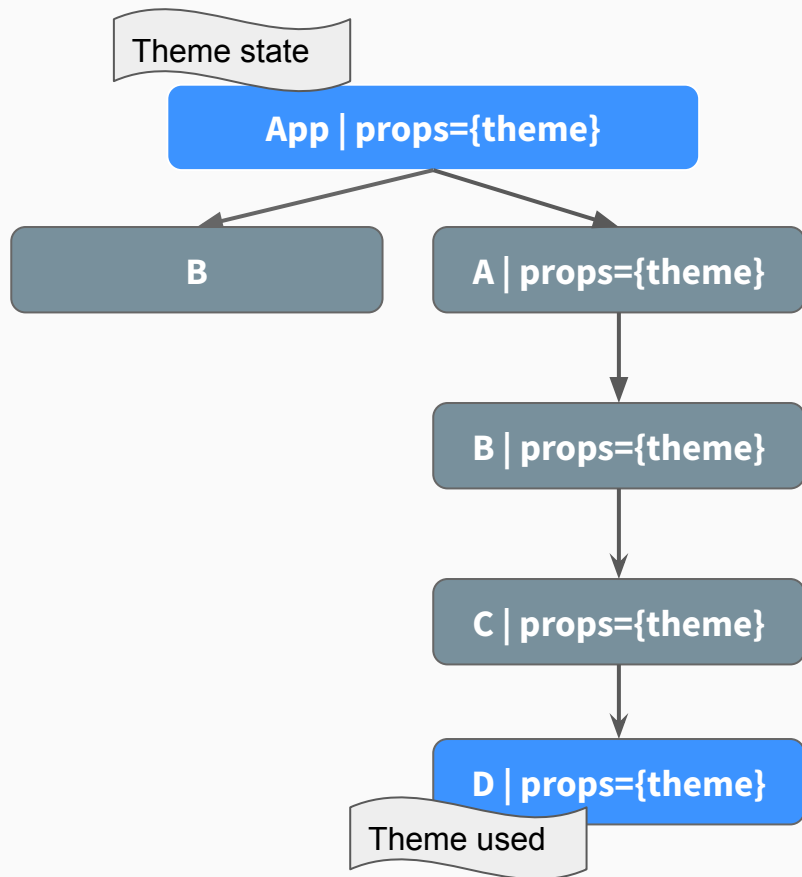 Theme state
App | props={theme}
B
A | props={theme}
B | props={theme}
C | props={theme}
D | props={theme}
Theme used